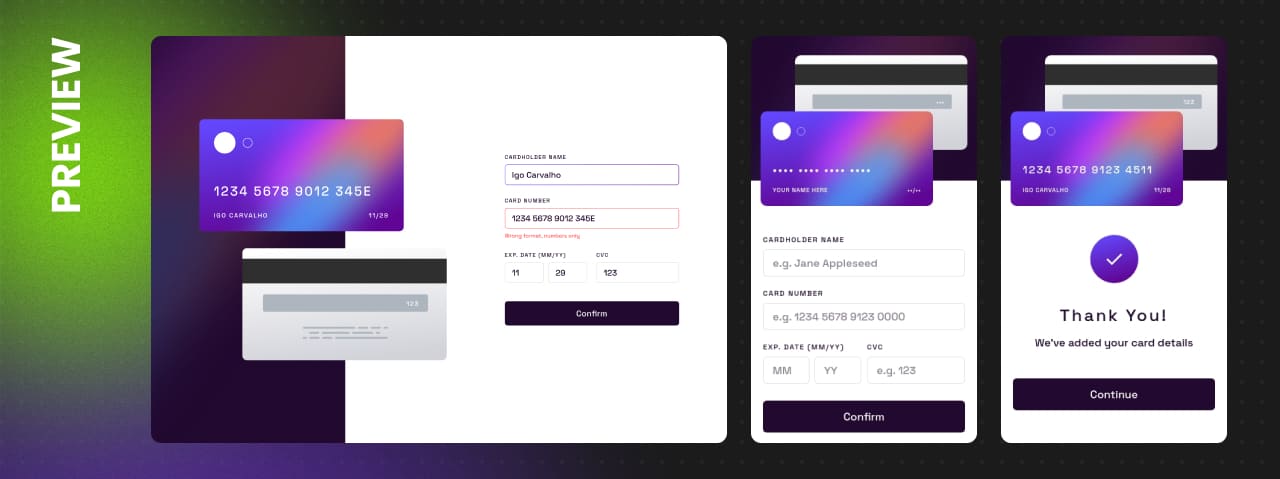 PREVIEW
1234 5678 9012 345E
IGO CARVALHO 11/29
123
CARDHOLDER NAME
Igo Carvalho
CARD NUMBER
1234 5678 9012 345E
Wrong format, numbers only
EXP. DATE (MM/YY) CVC
11 29 123
Confirm
•••
•••• •••• •••• ••••
YOUR NAME HERE ••/••
CARDHOLDER NAME
e.g. Jane Appleseed
CARD NUMBER
e.g. 1234 5678 9123 0000
EXP. DATE (MM/YY) CVC
MM YY e.g. 123
Confirm
123
1234 5678 9123 4511
IGO CARVALHO 11/28
Thank You!
We've added your card details
Continue